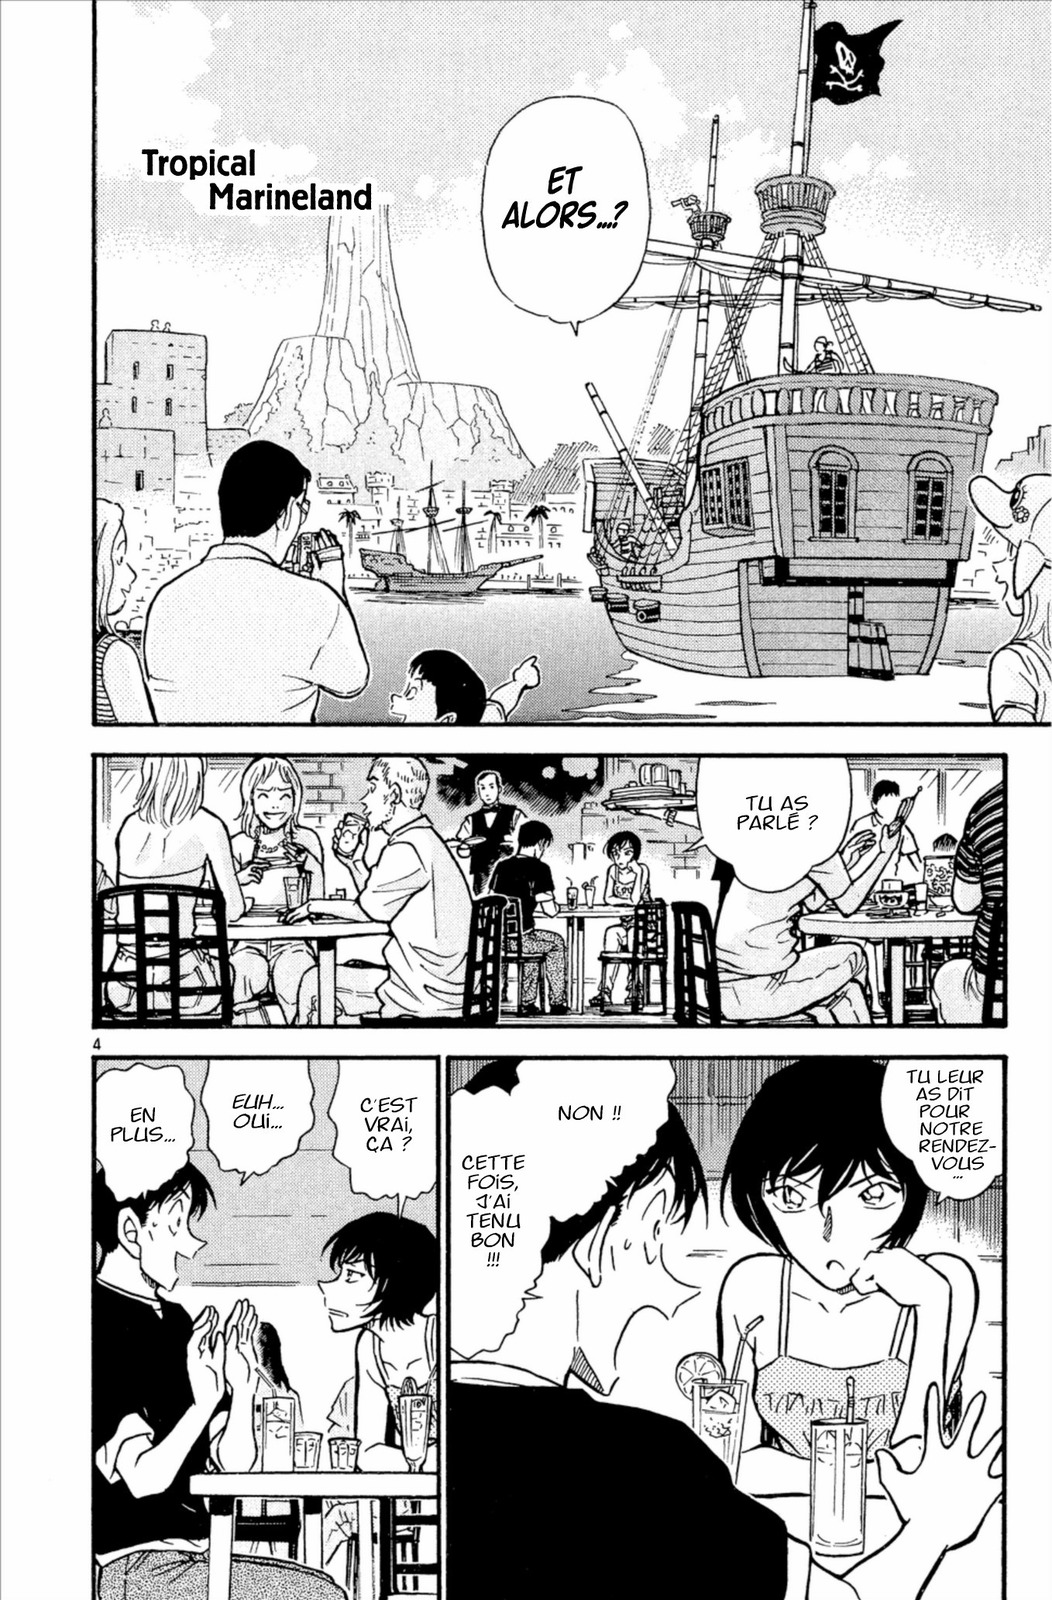 Tropical
Marineland
ET
ALORS...?
TU AS
PARLÉ ?
4
TU LEUR
AS DIT
POUR
NOTRE
RENDEZ-
VOUS
...
NON !!
CETTE
FOIS,
J'AI
TENU
BON
!!!
C'EST
VRAI,
ÇA ?
EUH...
OUI...
EN
PLUS...